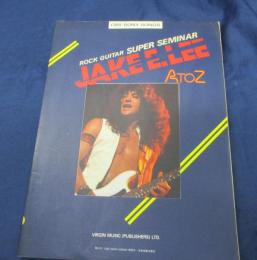 ROCK GUITAR SUPER SEMINAR
JAKE E. LEE
A TO Z
VIRGIN MUSIC (PUBLISHERS) LTD.